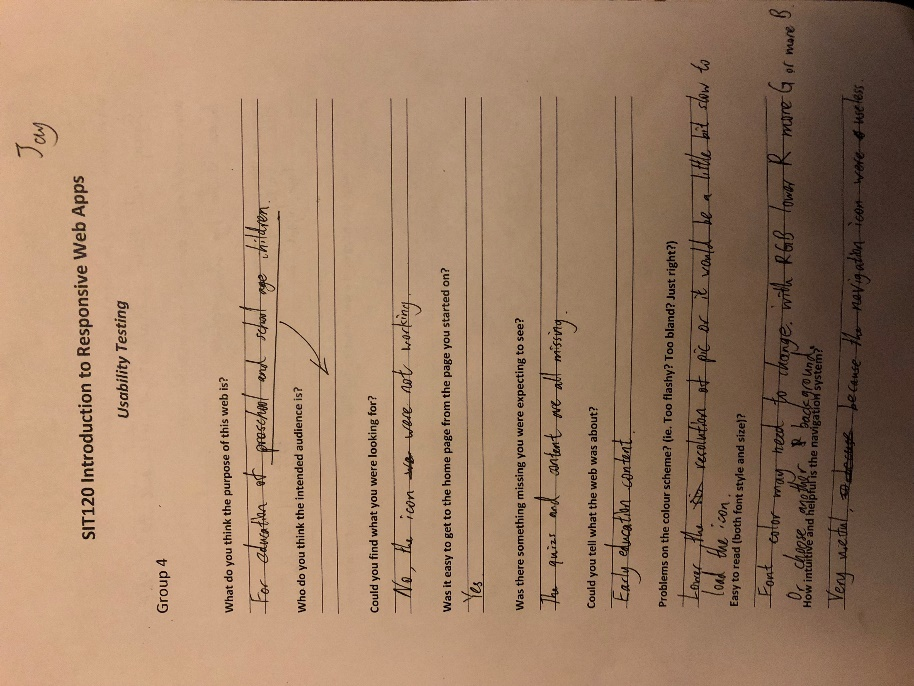 Jay
SIT120 Introduction to Responsive Web Apps
Usability Testing
Group 4
What do you think the purpose of this web is?
For education of preschool and school age children.
Who do you think the intended audience is?
Could you find what you were looking for?
No, the icon were not working
Was it easy to get to the home page from the page you started on?
Yes.
Was there something missing you were expecting to see?
The quizs and content are all missing.
Could you tell what the web was about?
Early education content.
Problems on the colour scheme? (ie. Too flashy? Too bland? Just right?)
Lower the resolution of pic or it would be a little bit slow to
load the icon.
Easy to read (both font style and size)?
Font color may need to change. with RGB lower R more G or more B.
Or choose another backgrounds
How intuitive and helpful is the navigation system?
Very useful, because the navigation icon were useless.